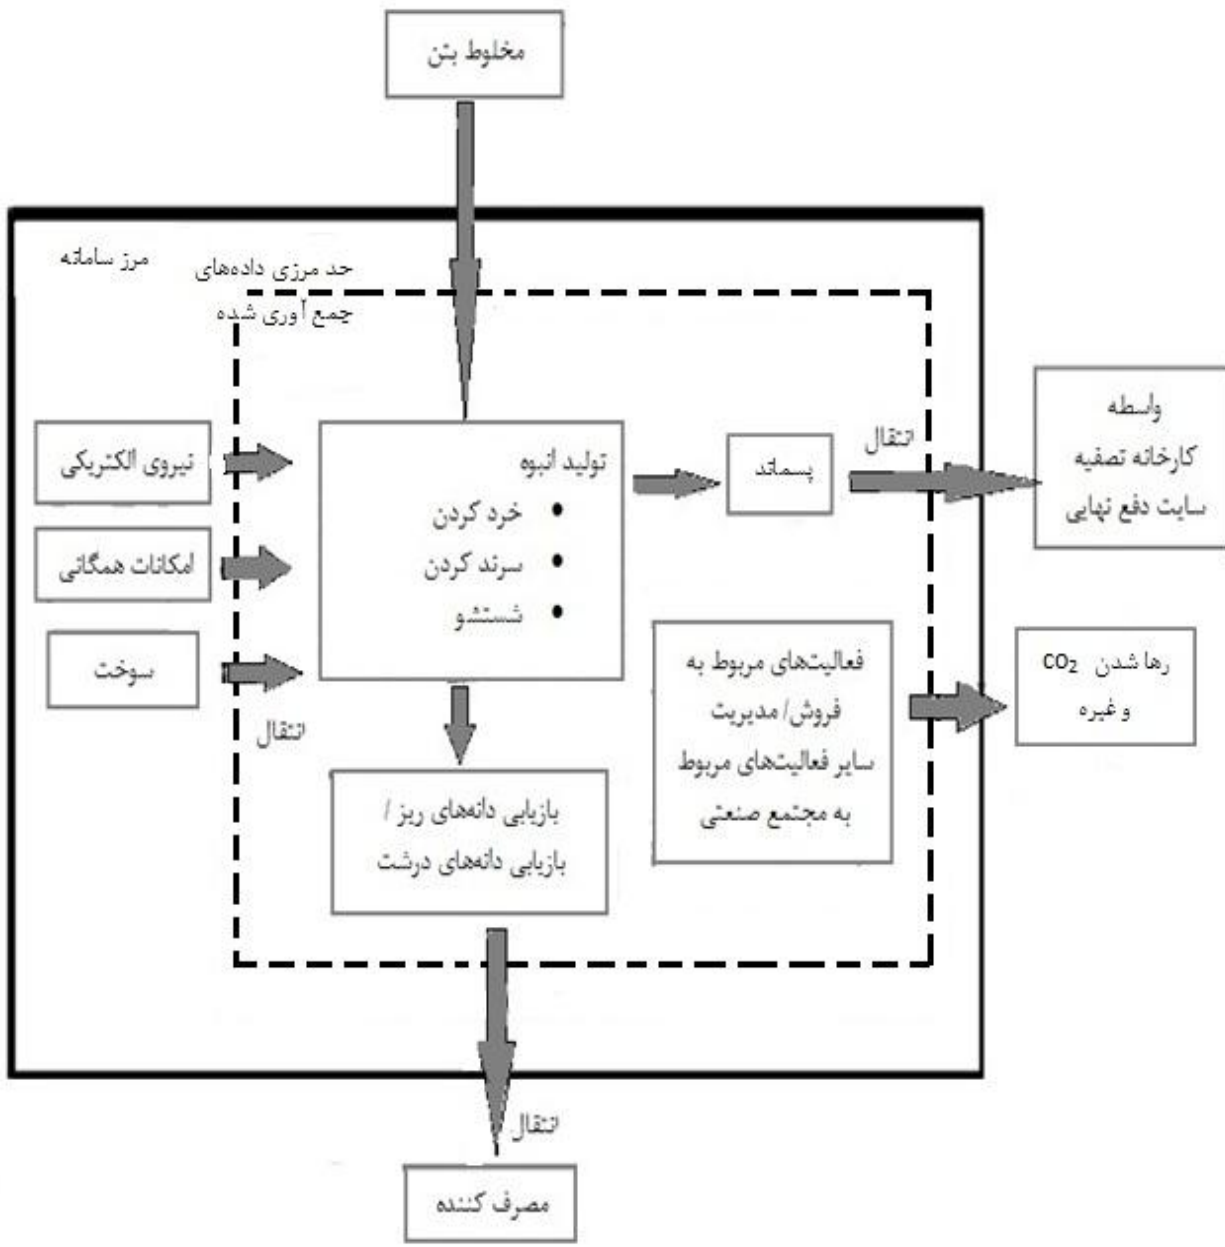 مخلوط بتن
مرز سامانه
حد مرزی داده‌های
جمع آوری شده
نیروی الکتریکی
امکانات همگانی
سوخت
انتقال
تولید انبوه
• خرد کردن
• سرند کردن
• شستشو
پسماند
انتقال
واسطه
کارخانه تصفیه
سایت دفع نهایی
فعالیت‌های مربوط به
فروش/ مدیریت
سایر فعالیت‌های مربوط
به مجتمع صنعتی
رها شدن CO₂
و غیره
بازیابی دانه‌های ریز /
بازیابی دانه‌های درشت
انتقال
مصرف کننده